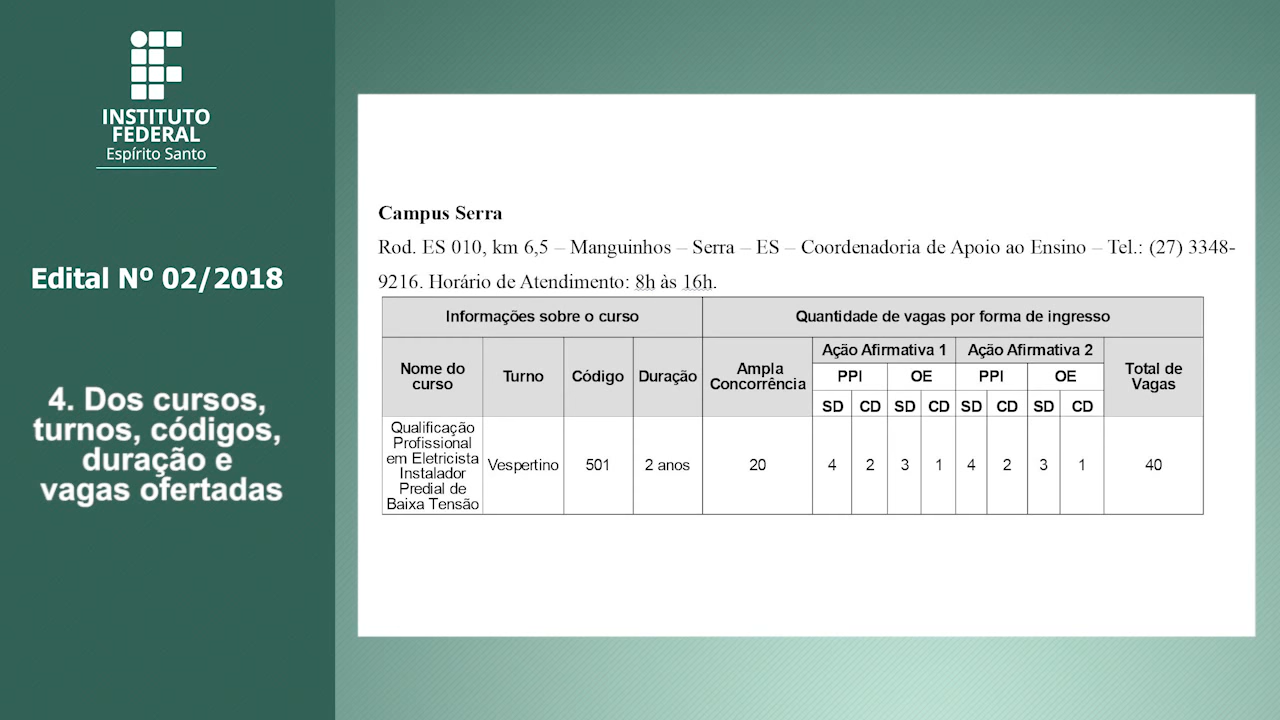 INSTITUTO
FEDERAL
Espírito Santo
Edital Nº 02/2018
4. Dos cursos,
turnos, códigos,
duração e
vagas ofertadas
Campus Serra
Rod. ES 010, km 6,5 – Manguinhos – Serra – ES – Coordenadoria de Apoio ao Ensino – Tel.: (27) 3348-
9216. Horário de Atendimento: 8h às 16h.
Informações sobre o curso Quantidade de vagas por forma de ingresso
Nome do
curso
Turno
Código
Duração
Ampla
Concorrência
Ação Afirmativa 1 Ação Afirmativa 2
PPI OE PPI OE
SD CD SD CD SD CD SD CD
Total de
Vagas
Qualificação
Profissional
em Eletricista
Instalador
Predial de
Baixa Tensão
Vespertino 501 2 anos 20 4 2 3 1 4 2 3 1 40